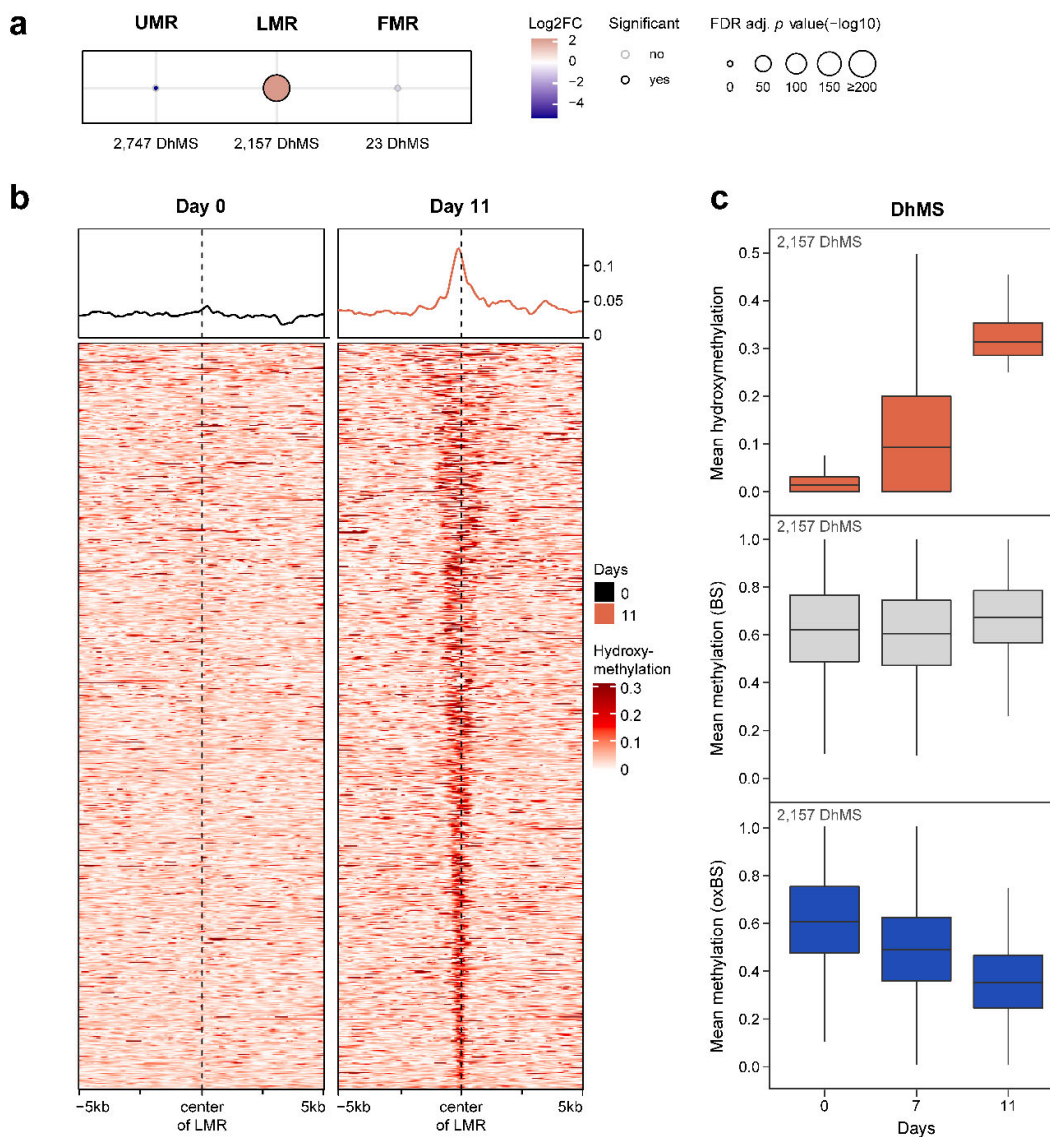 a
UMR LMR FMR
2,747 DhMS 2,157 DhMS 23 DhMS
Log2FC
2
0
−2
−4
Significant
no
yes
FDR adj. p value(−log10)
0 50 100 150 ≥200
b
Day 0 Day 11
0.1
0.05
0
−5kb center of LMR 5kb −5kb center of LMR 5kb
Days
0
11
Hydroxy-
methylation
0.3
0.2
0.1
0
c
DhMS
2,157 DhMS
Mean hydroxymethylation
0.5
0.4
0.3
0.2
0.1
0.0
2,157 DhMS
Mean methylation (BS)
1.0
0.8
0.6
0.4
0.2
0.0
2,157 DhMS
Mean methylation (oxBS)
1.0
0.8
0.6
0.4
0.2
0.0
0 7 11
Days